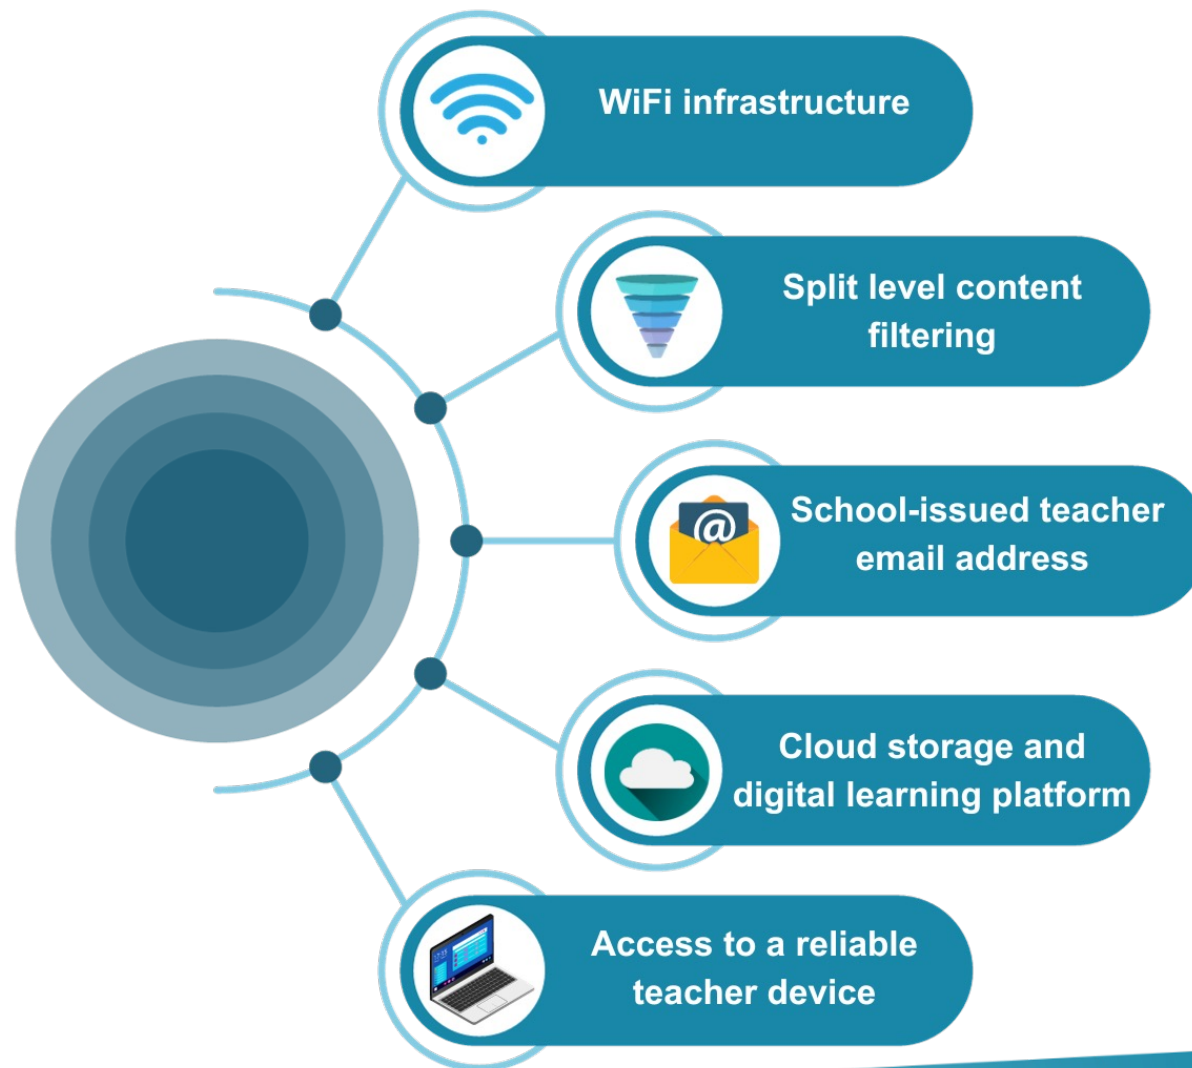 WiFi infrastructure
Split level content
filtering
@
School-issued teacher
email address
Cloud storage and
digital learning platform
Access to a reliable
teacher device